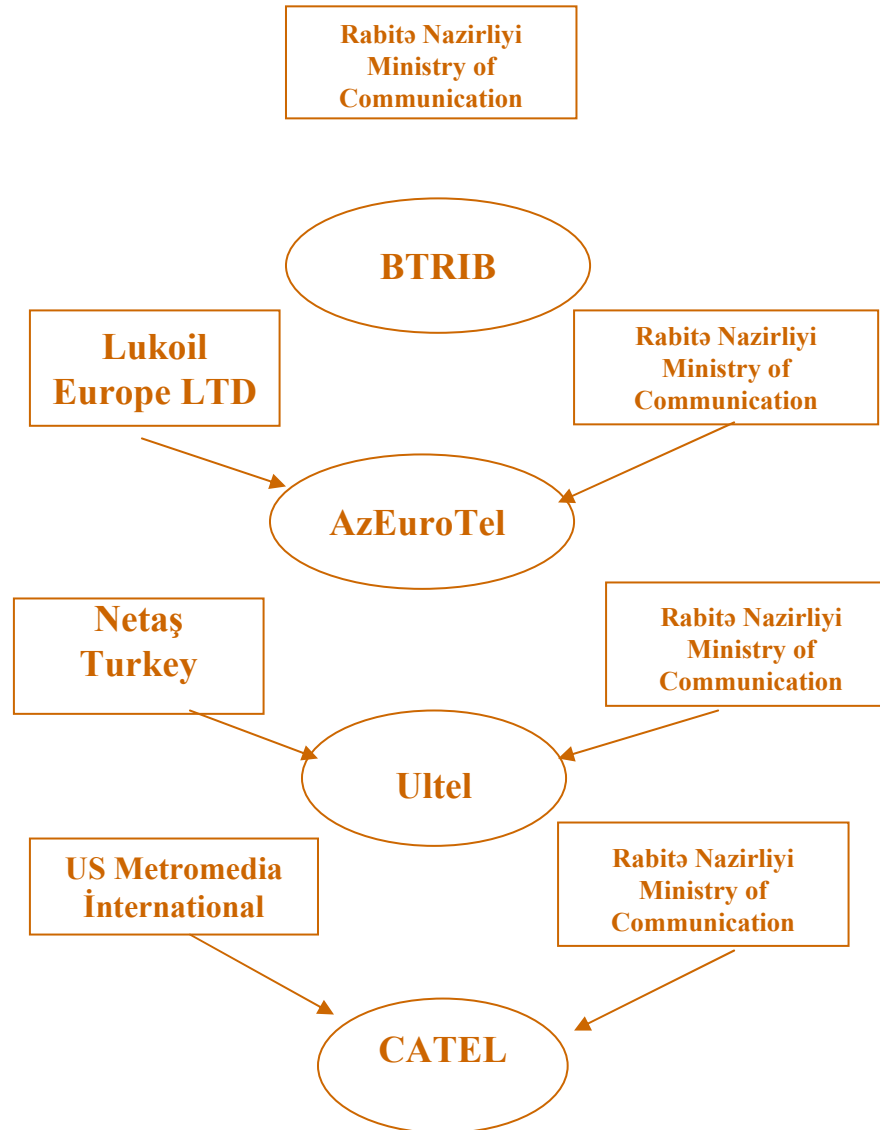 Rabitə Nazirliyi
Ministry of
Communication
BTRIB
Lukoil
Europe LTD
Rabitə Nazirliyi
Ministry of
Communication
AzEuroTel
Netaş
Turkey
Rabitə Nazirliyi
Ministry of
Communication
Ultel
US Metromedia
İnternational
Rabitə Nazirliyi
Ministry of
Communication
CATEL